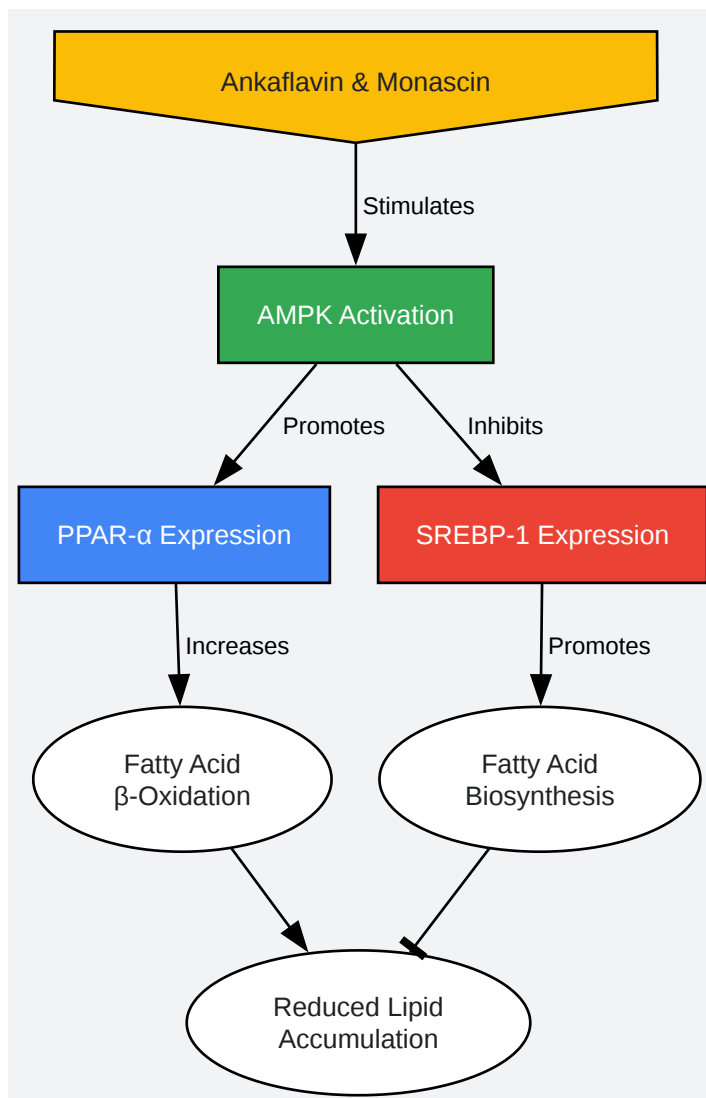 Ankaflavin & Monascin
Stimulates
AMPK Activation
Promotes
Inhibits
PPAR-α Expression
SREBP-1 Expression
Increases
Promotes
Fatty Acid
β-Oxidation
Fatty Acid
Biosynthesis
Reduced Lipid
Accumulation